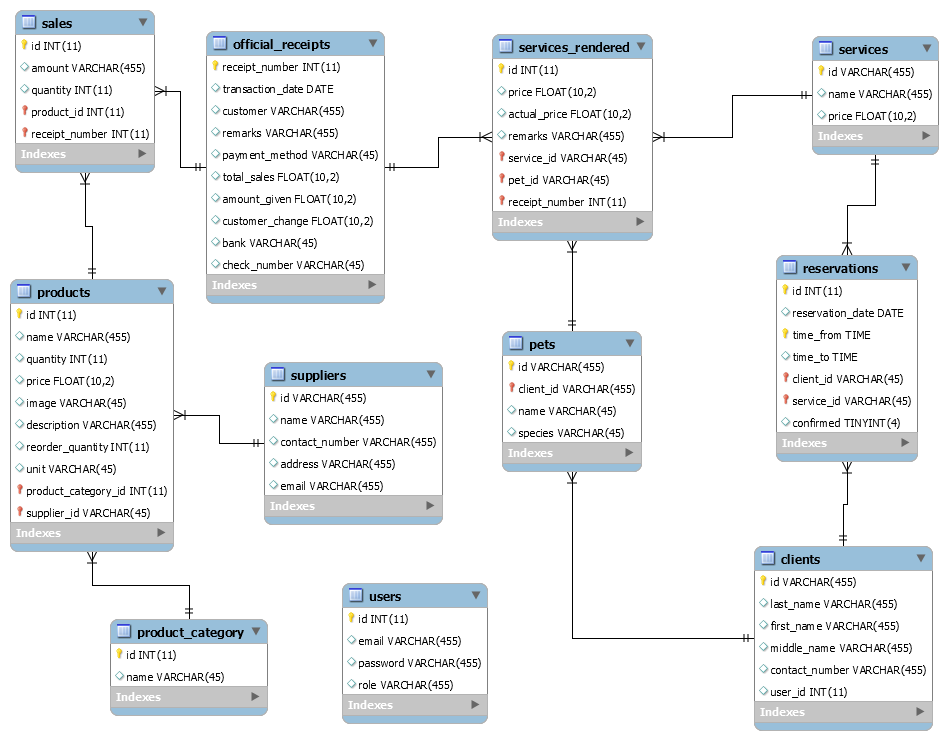 sales
id INT(11)
amount VARCHAR(455)
quantity INT(11)
product_id INT(11)
receipt_number INT(11)
Indexes
official_receipts
receipt_number INT(11)
transaction_date DATE
customer VARCHAR(455)
remarks VARCHAR(455)
payment_method VARCHAR(45)
total_sales FLOAT(10,2)
amount_given FLOAT(10,2)
customer_change FLOAT(10,2)
bank VARCHAR(45)
check_number VARCHAR(45)
Indexes
services_rendered
id INT(11)
price FLOAT(10,2)
actual_price FLOAT(10,2)
remarks VARCHAR(455)
service_id VARCHAR(45)
pet_id VARCHAR(45)
receipt_number INT(11)
Indexes
services
id VARCHAR(455)
name VARCHAR(455)
price FLOAT(10,2)
Indexes
products
id INT(11)
name VARCHAR(455)
quantity INT(11)
price FLOAT(10,2)
image VARCHAR(45)
description VARCHAR(455)
reorder_quantity INT(11)
unit VARCHAR(45)
product_category_id INT(11)
supplier_id VARCHAR(45)
Indexes
suppliers
id VARCHAR(455)
name VARCHAR(455)
contact_number VARCHAR(455)
address VARCHAR(455)
email VARCHAR(455)
Indexes
pets
id VARCHAR(455)
client_id VARCHAR(455)
name VARCHAR(45)
species VARCHAR(45)
Indexes
reservations
id INT(11)
reservation_date DATE
time_from TIME
time_to TIME
client_id VARCHAR(45)
service_id VARCHAR(45)
confirmed TINYINT(4)
Indexes
product_category
id INT(11)
name VARCHAR(45)
Indexes
users
id INT(11)
email VARCHAR(455)
password VARCHAR(455)
role VARCHAR(455)
Indexes
clients
id VARCHAR(455)
last_name VARCHAR(455)
first_name VARCHAR(455)
middle_name VARCHAR(455)
contact_number VARCHAR(455)
user_id INT(11)
Indexes